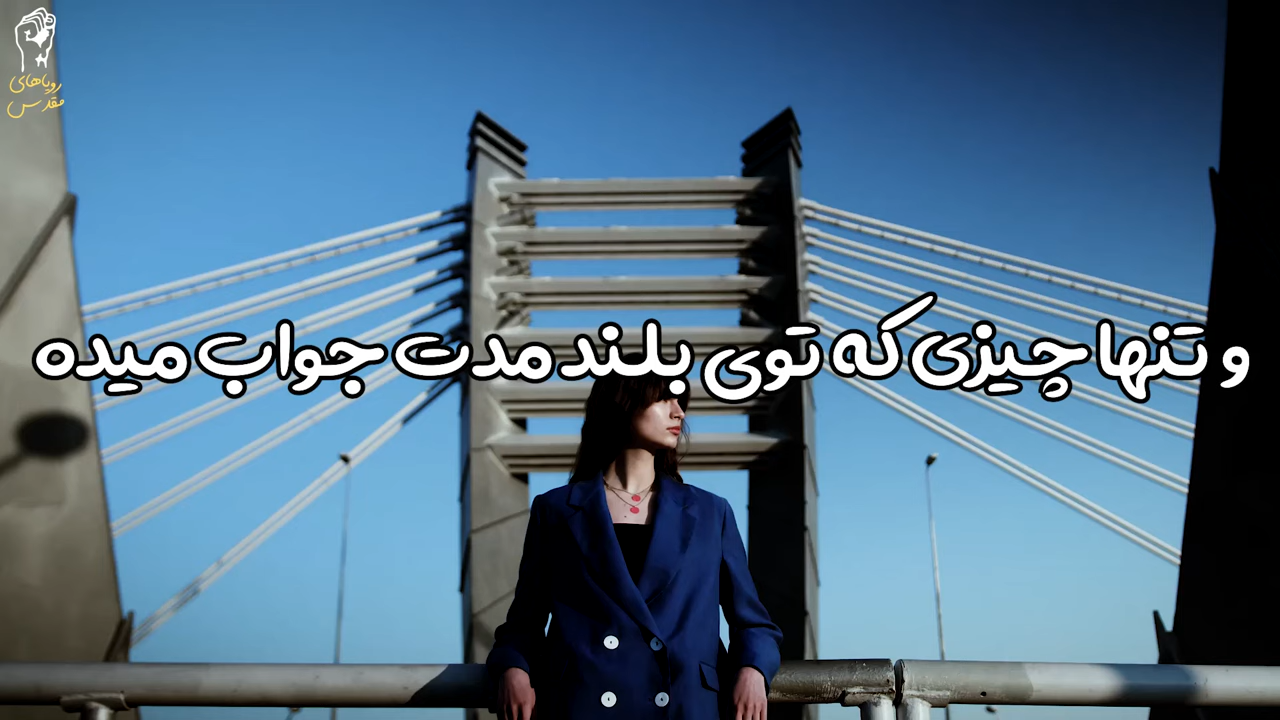 رویاهای
مقدس
و تنها چیزی که توی بلند مدت جواب میده